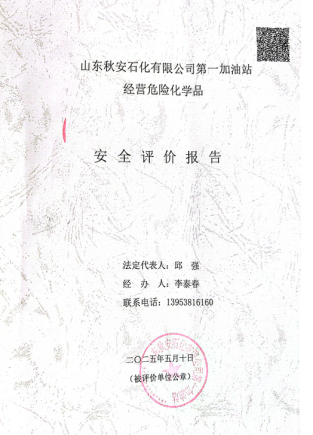 山东秋安石化有限公司第一加油站
经营危险化学品
安全评价报告
法定代表人：邱 强
经 办 人：李泰春
联系电话：13953816160
二〇二五年五月十日
（被评价单位公章）